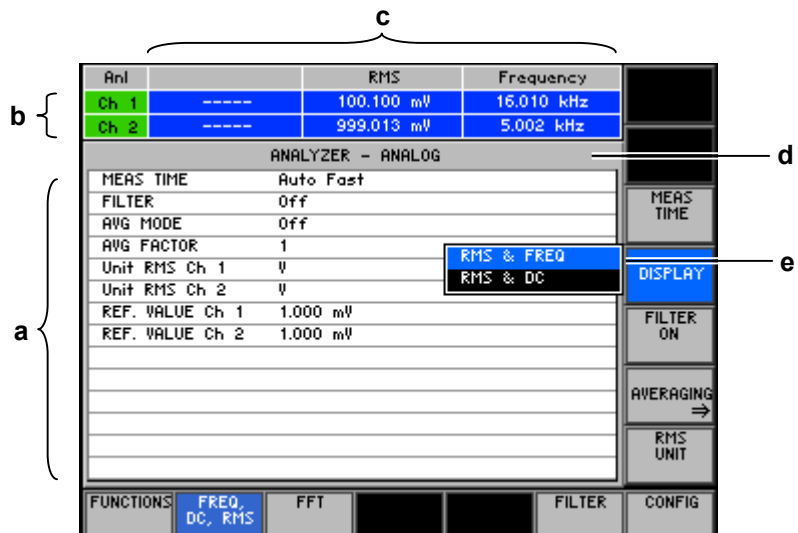 c
Anl RMS Frequency
b
Ch 1 ----- 100.100 mV 16.010 kHz
Ch 2 ----- 999.013 mV 5.002 kHz
ANALYZER - ANALOG
d
a
MEAS TIME Auto Fast
FILTER Off
AVG MODE Off
AVG FACTOR 1
Unit RMS Ch 1 V
Unit RMS Ch 2 V
REF. VALUE Ch 1 1.000 mV
REF. VALUE Ch 2 1.000 mV
RMS & FREQ
RMS & DC
e
MEAS
TIME
DISPLAY
FILTER
ON
AVERAGING
⇒
RMS
UNIT
FUNCTIONS
FREQ,
DC, RMS
FFT
FILTER
CONFIG